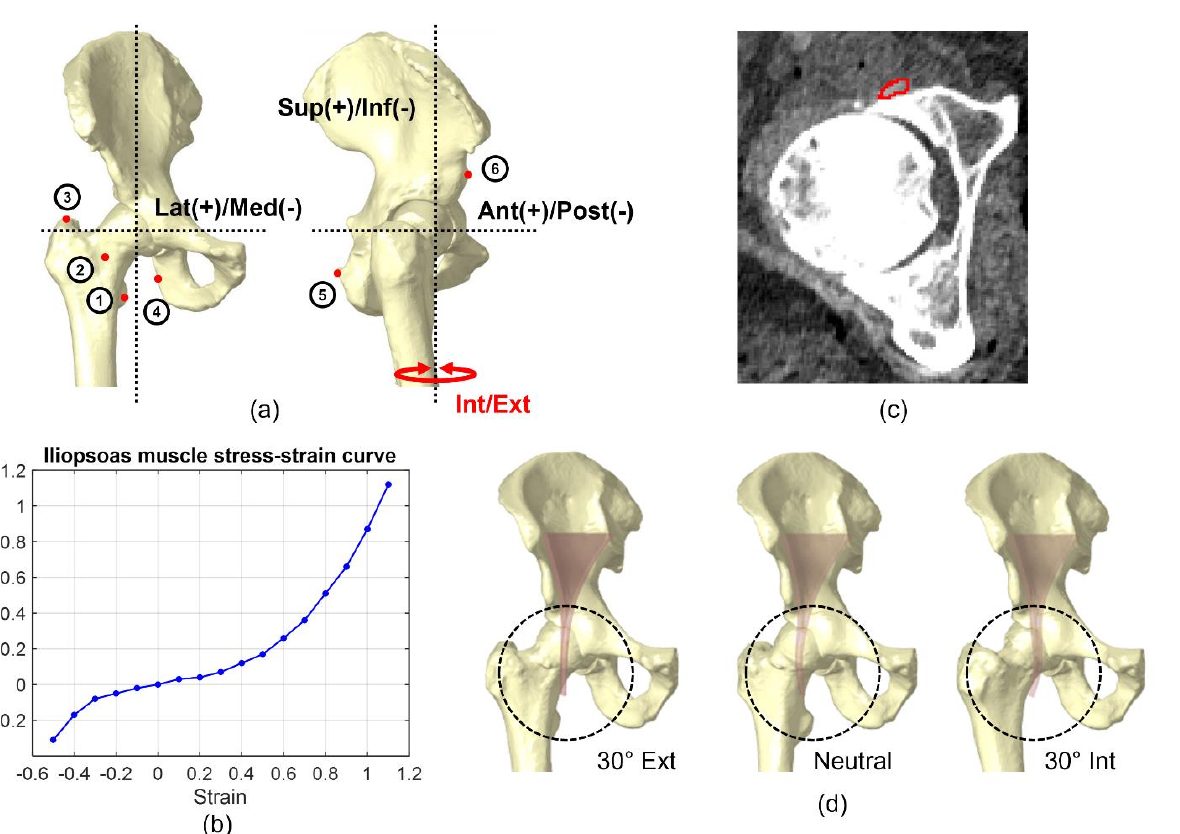 Sup(+)/Inf(-)
Lat(+)/Med(-)
Ant(+)/Post(-)
3
6
2
1
4
5
Int/Ext
(a)
(c)
Iliopsoas muscle stress-strain curve
1.2
1
0.8
0.6
0.4
0.2
0
0.2
-0.6 -0.4 -0.2 0 0.2 0.4 0.6 0.8 1 1.2
Strain
(b)
30° Ext
Neutral
30° Int
(d)